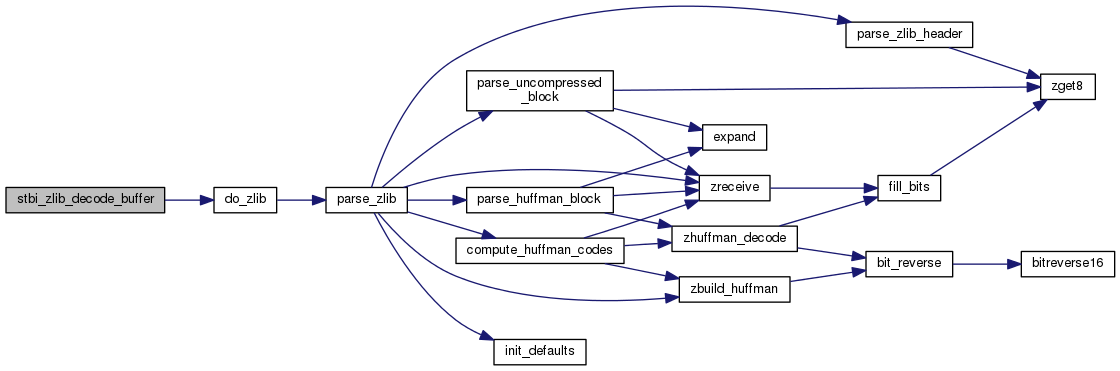 parse_zlib_header
parse_uncompressed
_block
zget8
expand
stbi_zlib_decode_buffer
do_zlib
parse_zlib
parse_huffman_block
zreceive
fill_bits
compute_huffman_codes
zhuffman_decode
bit_reverse
bitreverse16
zbuild_huffman
init_defaults